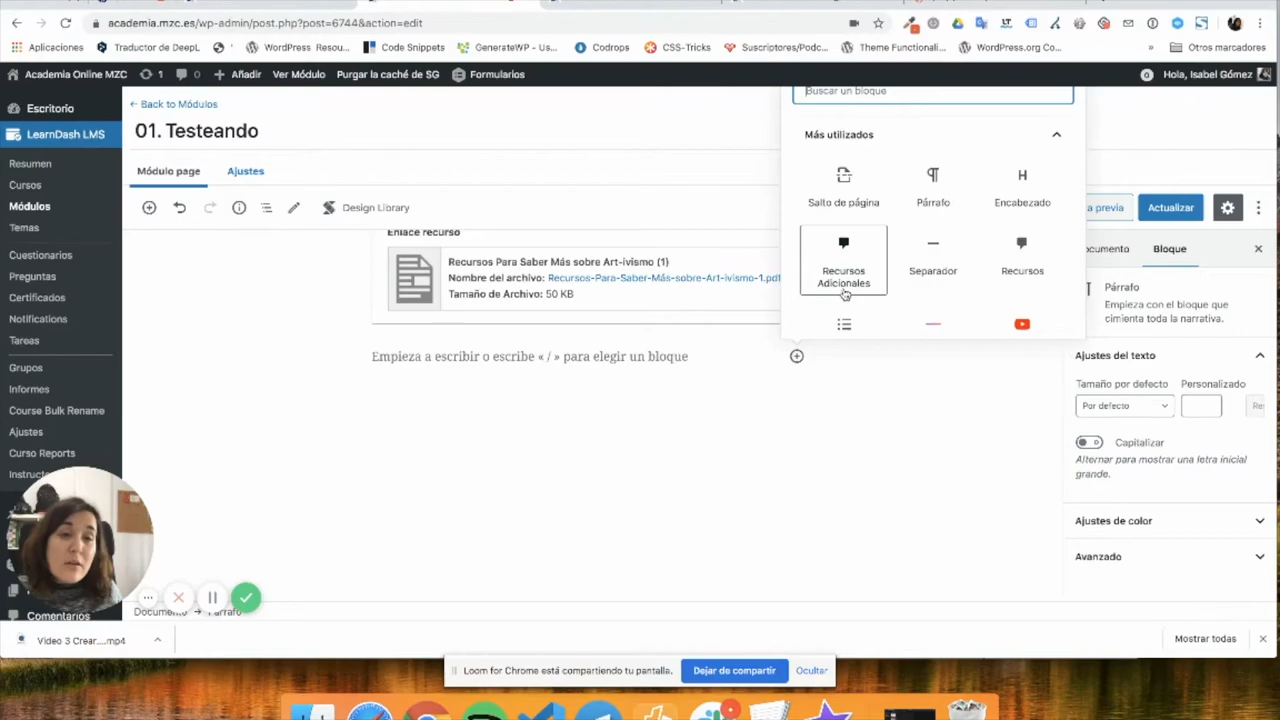 academia.mzc.es/wp-admin/post.php?post=6744&action=edit
Aplicaciones
Traductor de DeepL
WordPress Resou...
Code Snippets
GenerateWP - Us...
Codrops
CSS-Tricks
Suscriptores/Podc...
Theme Functionali...
WordPress.org Co...
»
Otros marcadores
Academia Online MZC
1
0
+ Añadir
Ver Módulo
Purgar la caché de SG
Formularios
0
Hola, Isabel Gómez
Escritorio
LearnDash LMS
Resumen
Cursos
Módulos
Temas
Cuestionarios
Preguntas
Certificados
Notifications
Tareas
Grupos
Informes
Course Bulk Rename
Ajustes
Curso Reports
Comentarios
← Back to Módulos
01. Testeando
Módulo page
Ajustes
Design Library
Enlace recurso
Recursos Para Saber Más sobre Art-ivismo (1)
Nombre del archivo: Recursos-Para-Saber-Más-sobre-Art-ivismo-1.pdf
Tamaño de Archivo: 50 KB
Empieza a escribir o escribe « / » para elegir un bloque
Buscar un bloque
Más utilizados
Salto de página
Párrafo
H
Encabezado
Recursos
Adicionales
Separador
Recursos
a previa
Actualizar
ocumento
Bloque
Párrafo
Empieza con el bloque que
cimienta toda la narrativa.
Ajustes del texto
Tamaño por defecto
Personalizado
Por defecto
Capitalizar
Alternar para mostrar una letra inicial
grande.
Ajustes de color
Avanzado
Documento → Párrafo
Video 3 Crear....mp4
Mostrar todas
Loom for Chrome está compartiendo tu pantalla.
Dejar de compartir
Ocultar